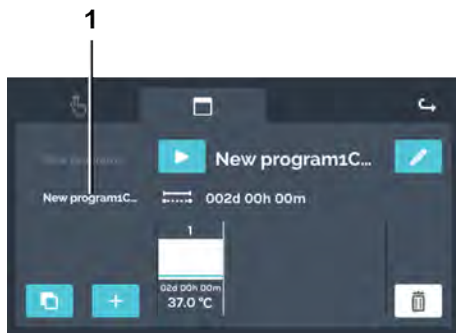 1
New program1C...
New program1C...
002d 00h 00m
1
02d 00h 00m
37.0 °C